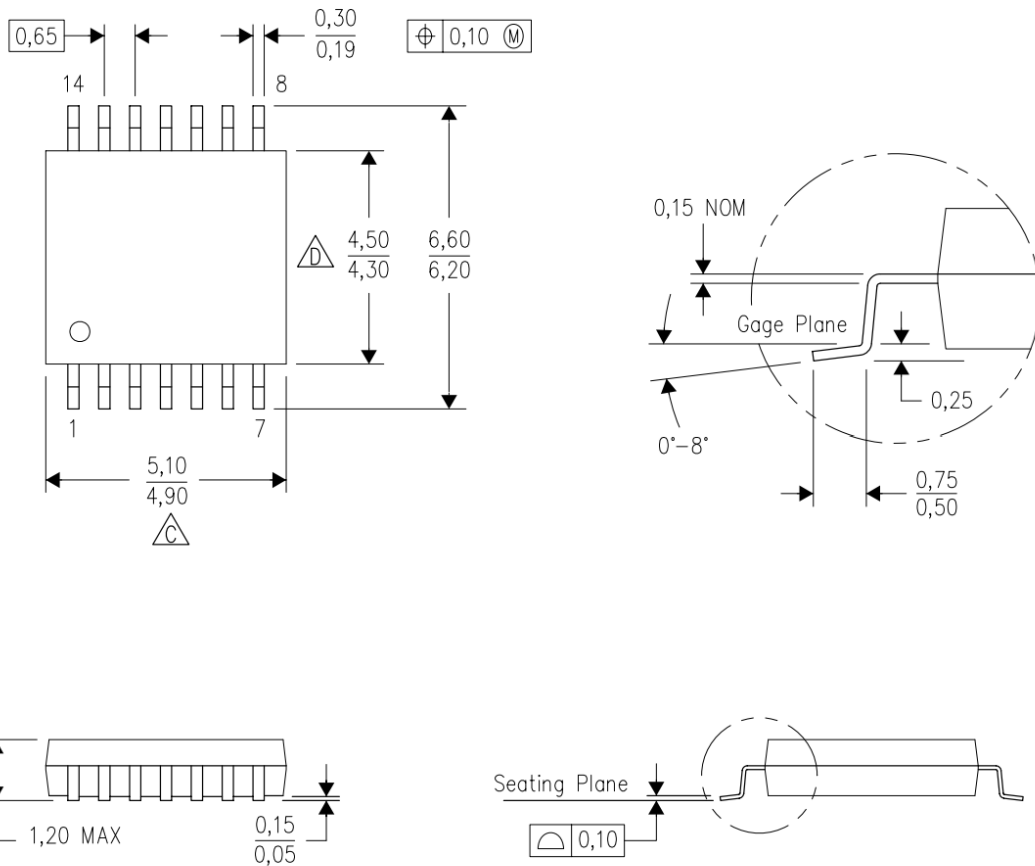 0,65
0,30
0,19
⌖ 0,10 Ⓜ
14
8
D
4,50
4,30
6,60
6,20
1
7
5,10
4,90
C
0,15 NOM
Gage Plane
0,25
0°-8°
0,75
0,50
1,20 MAX
0,15
0,05
Seating Plane
⌓ 0,10